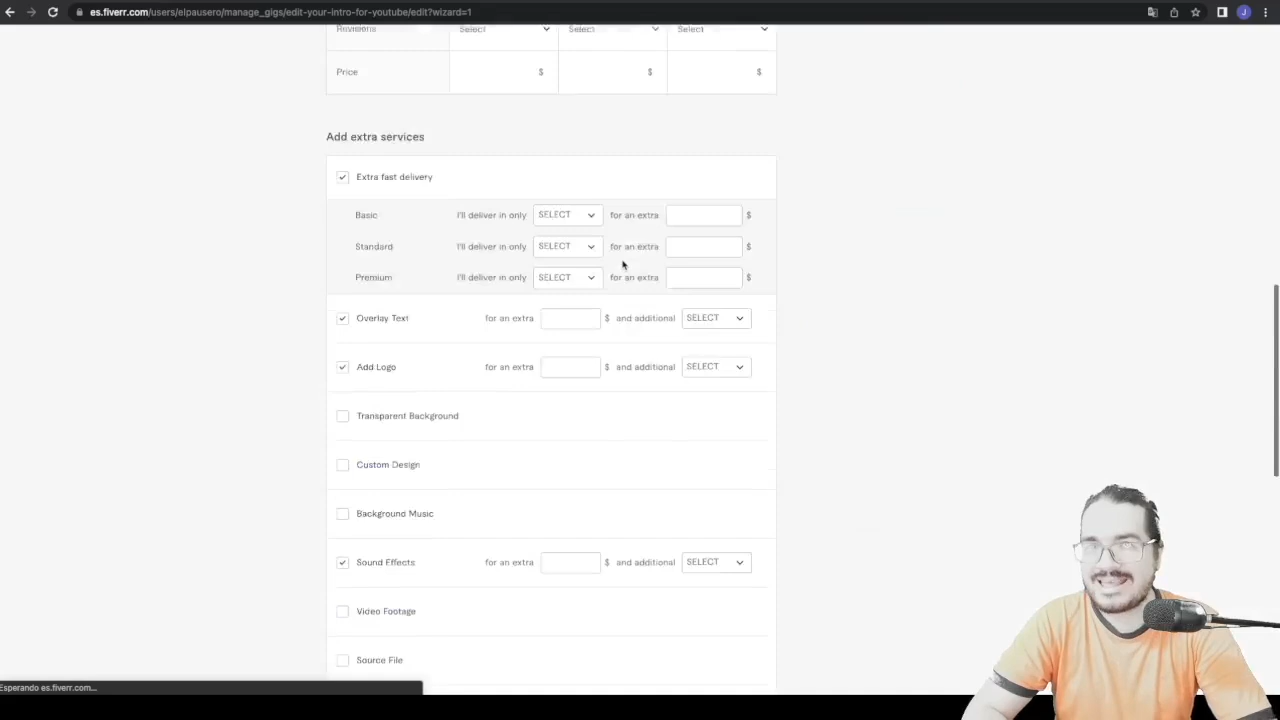 es.fiverr.com/users/elpausero/manage_gigs/edit-your-intro-for-youtube/edit?wizard=1
J
Revisions Select Select Select
Price $ $ $
Add extra services
Extra fast delivery
Basic I'll deliver in only SELECT for an extra $
Standard I'll deliver in only SELECT for an extra $
Premium I'll deliver in only SELECT for an extra $
Overlay Text for an extra $ and additional SELECT
Add Logo for an extra $ and additional SELECT
Transparent Background
Custom Design
Background Music
Sound Effects for an extra $ and additional SELECT
Video Footage
Source File
Esperando es.fiverr.com...